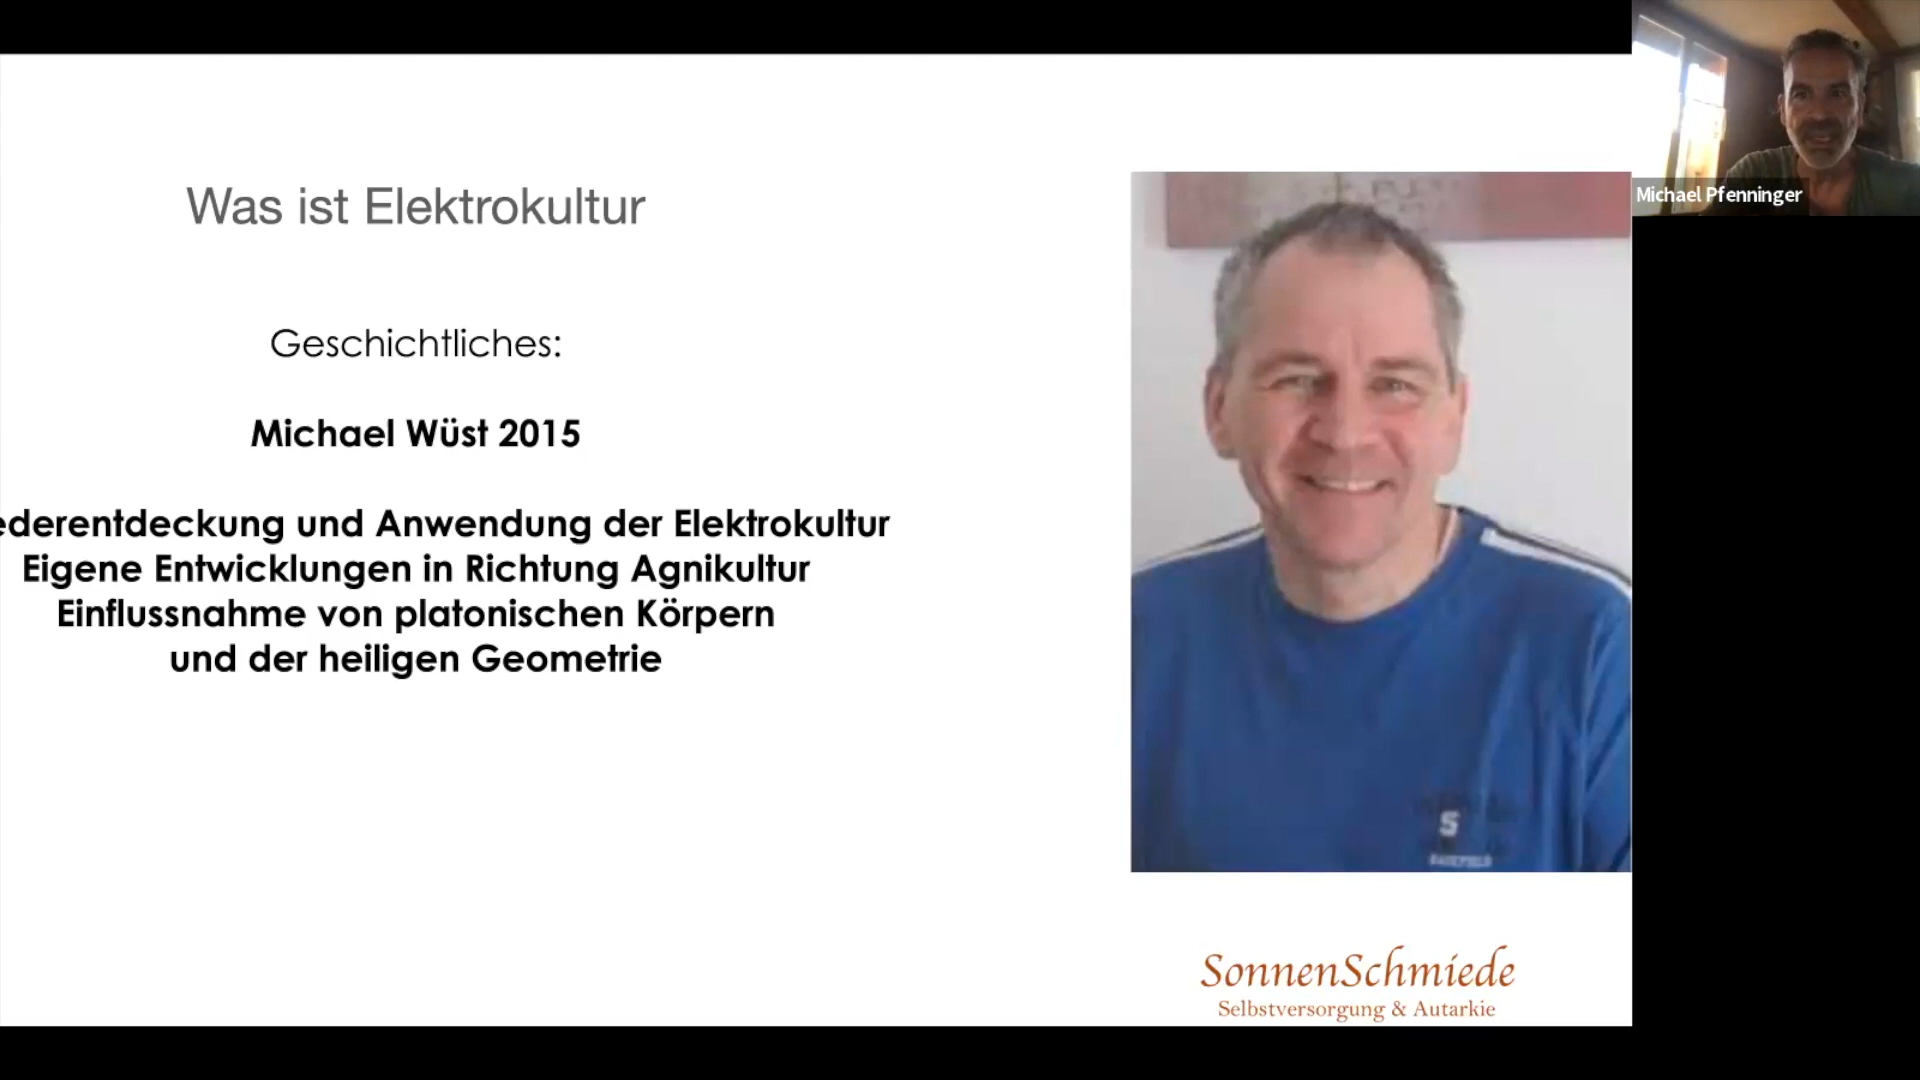 Was ist Elektrokultur
Geschichtliches:
Michael Wüst 2015
ederentdeckung und Anwendung der Elektrokultur
Eigene Entwicklungen in Richtung Agnikultur
Einflussnahme von platonischen Körpern
und der heiligen Geometrie
Michael Pfenninger
S
SonnenSchmiede
Selbstversorgung & Autarkie